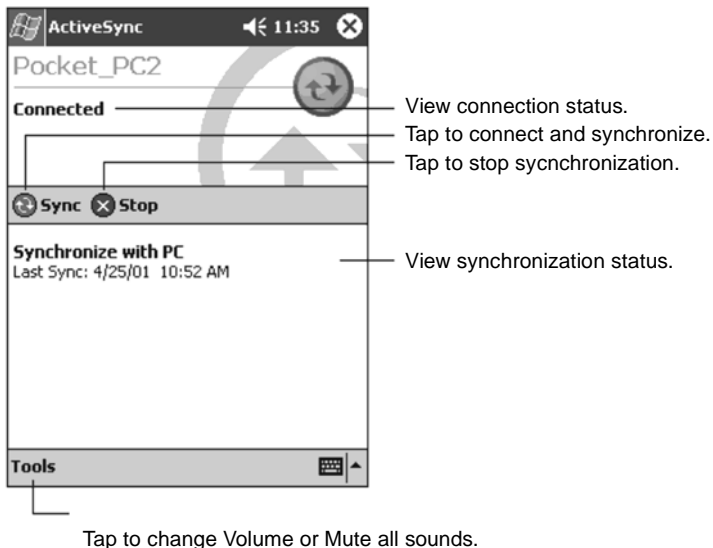 ActiveSync 11:35
Pocket_PC2
Connected
View connection status.
Tap to connect and synchronize.
Tap to stop sycnchronization.
Sync Stop
Synchronize with PC
Last Sync: 4/25/01 10:52 AM
View synchronization status.
Tools
Tap to change Volume or Mute all sounds.